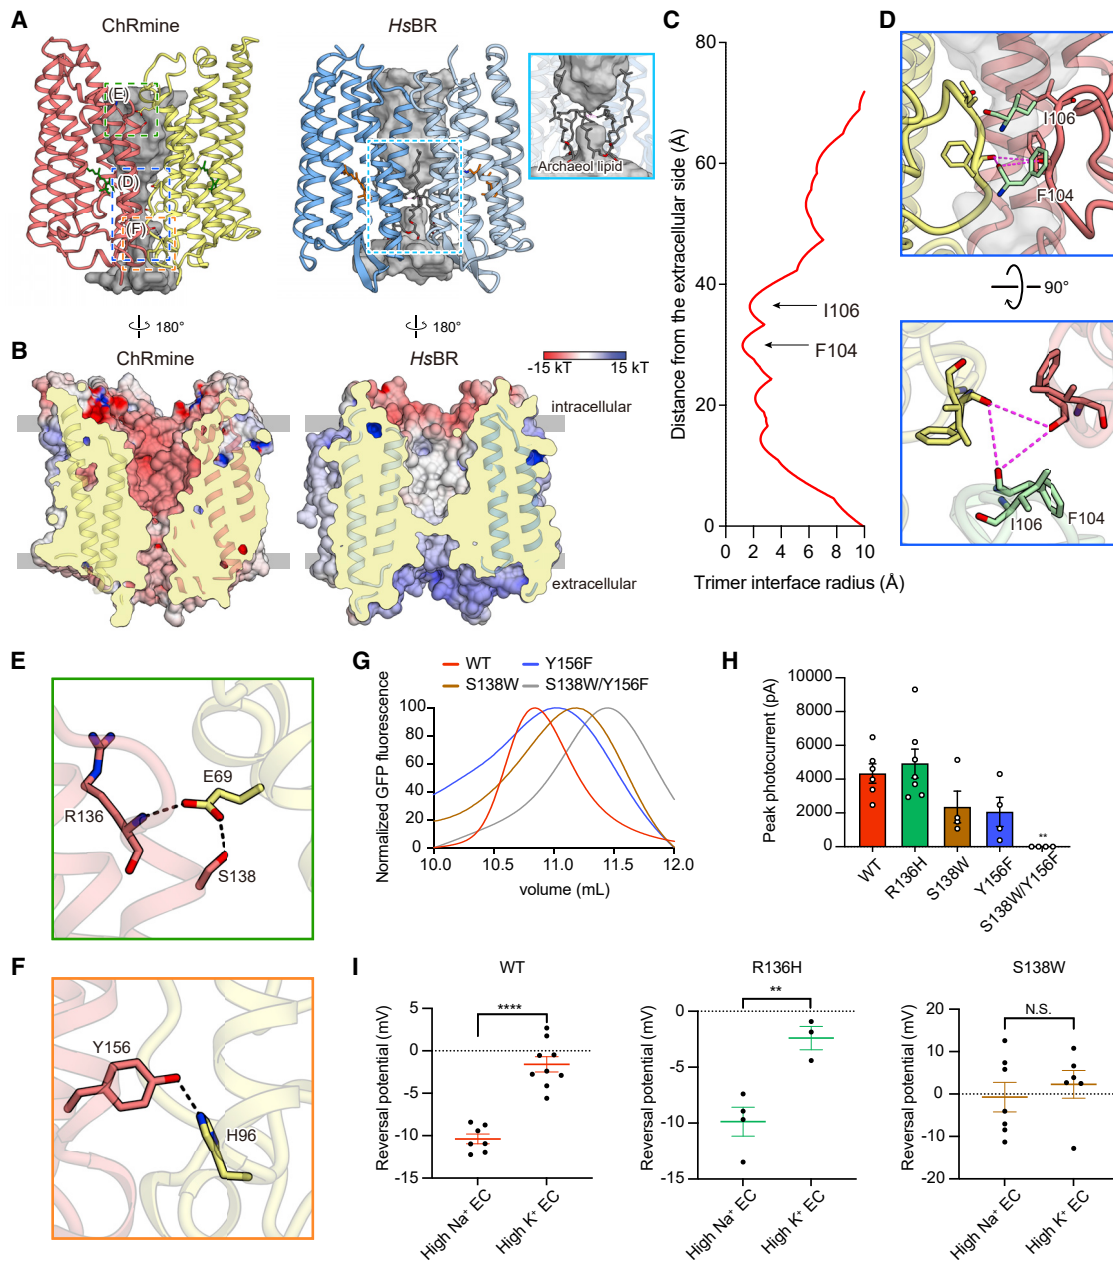 A
ChRmine
HsBR
(E)
(D)
(F)
Archaeol lipid
180°
180°
B
ChRmine
HsBR
-15 kT
15 kT
intracellular
extracellular
C
Distance from the extracellular side (Å)
80
60
40
20
0
I106
F104
0 2 4 6 8 10
Trimer interface radius (Å)
D
I106
F104
90°
I106
F104
E
R136
E69
S138
F
Y156
H96
G
WT
Y156F
S138W
S138W/Y156F
Normalized GFP fluorescence
100
80
60
40
20
0
10.0 10.5 11.0 11.5 12.0
volume (mL)
H
Peak photocurrent (pA)
10000
8000
6000
4000
2000
0
**
WT
R136H
S138W
Y156F
S138W/Y156F
I
WT
Reversal potential (mV)
5
0
-5
-10
-15
****
High Na⁺ EC
High K⁺ EC
R136H
Reversal potential (mV)
0
-5
-10
-15
**
High Na⁺ EC
High K⁺ EC
S138W
Reversal potential (mV)
20
10
0
-10
-20
N.S.
High Na⁺ EC
High K⁺ EC